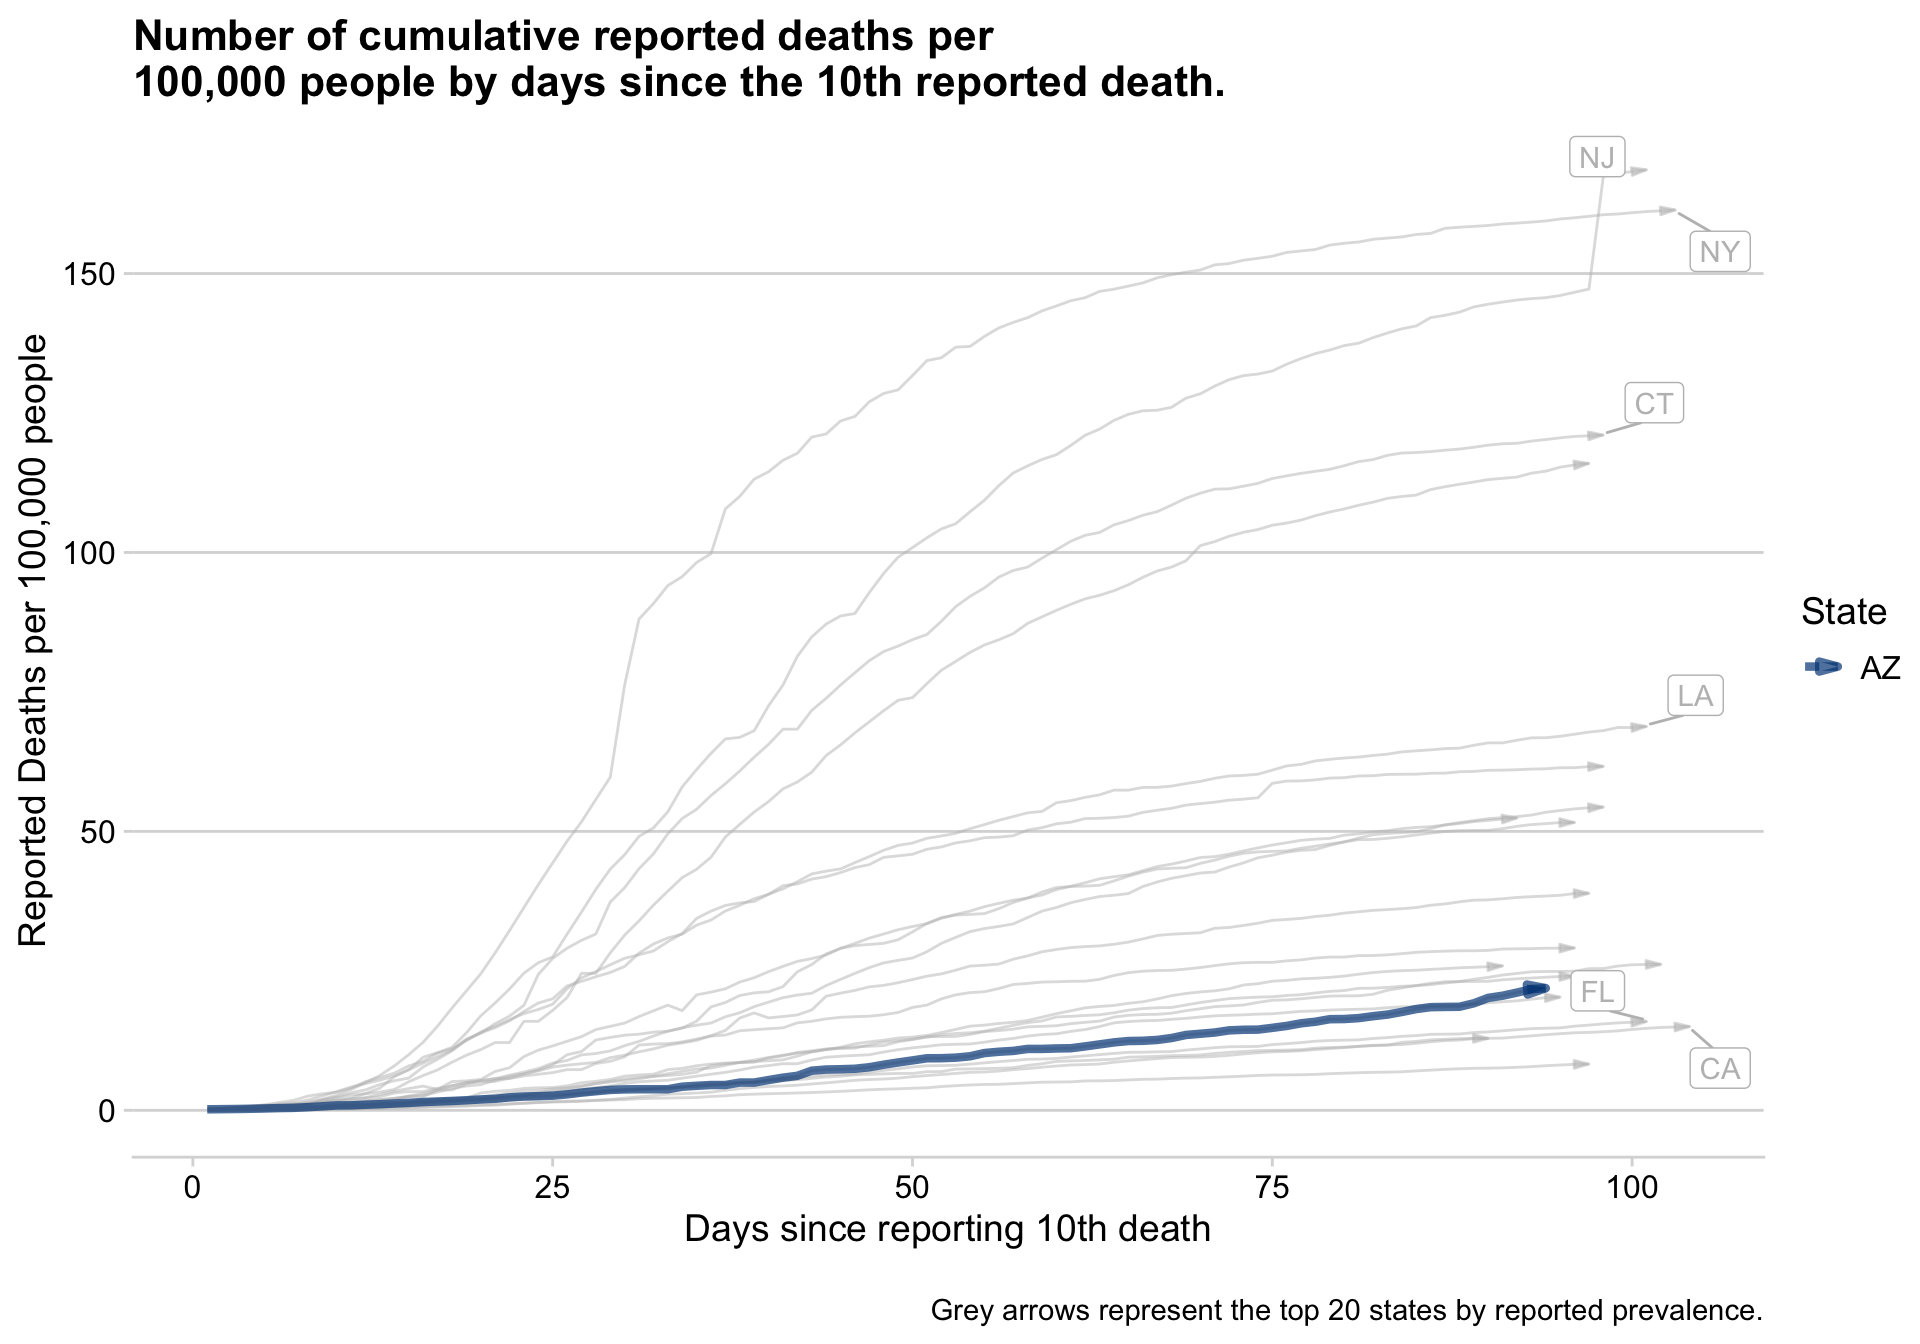 Number of cumulative reported deaths per
100,000 people by days since the 10th reported death.
NJ
NY
150
CT
100
Reported Deaths per 100,000 people
State
AZ
LA
50
FL
CA
0
0 25 50 75 100
Days since reporting 10th death
Grey arrows represent the top 20 states by reported prevalence.